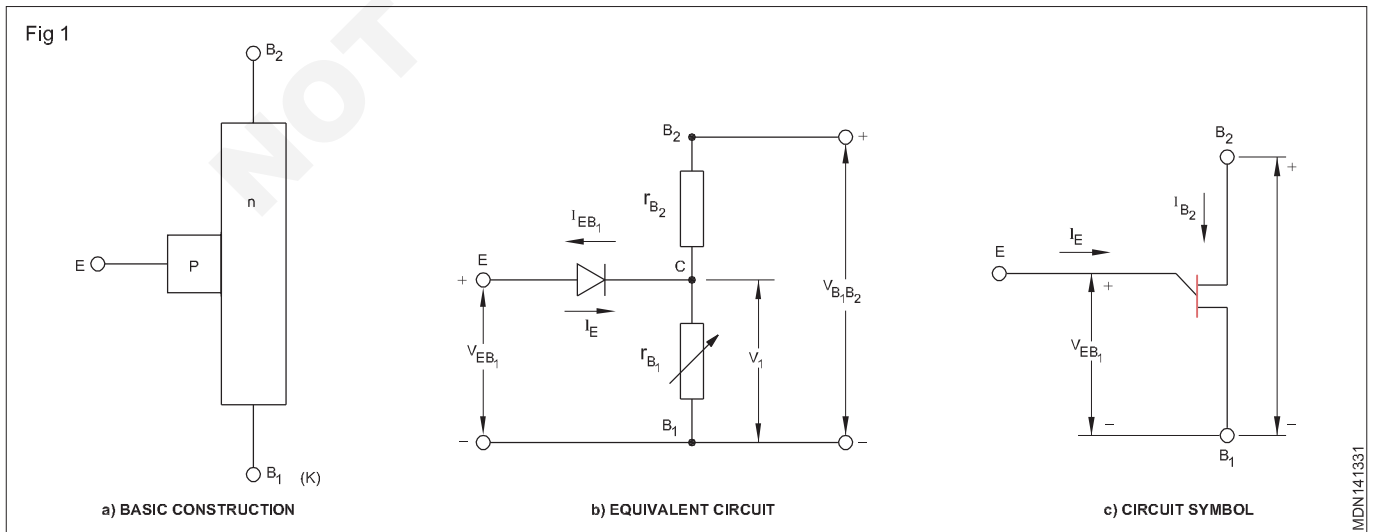 Fig 1
NOT
B2
n
E
P
B1 (K)
a) BASIC CONSTRUCTION
B2
+
rB2
IEB1
E
C
+
VB1B2
IE
VEB1
rB1
V1
B1
−
−
b) EQUIVALENT CIRCUIT
B2
+
IB2
IE
E
+
VEB1
−
−
B1
c) CIRCUIT SYMBOL
MDN141331